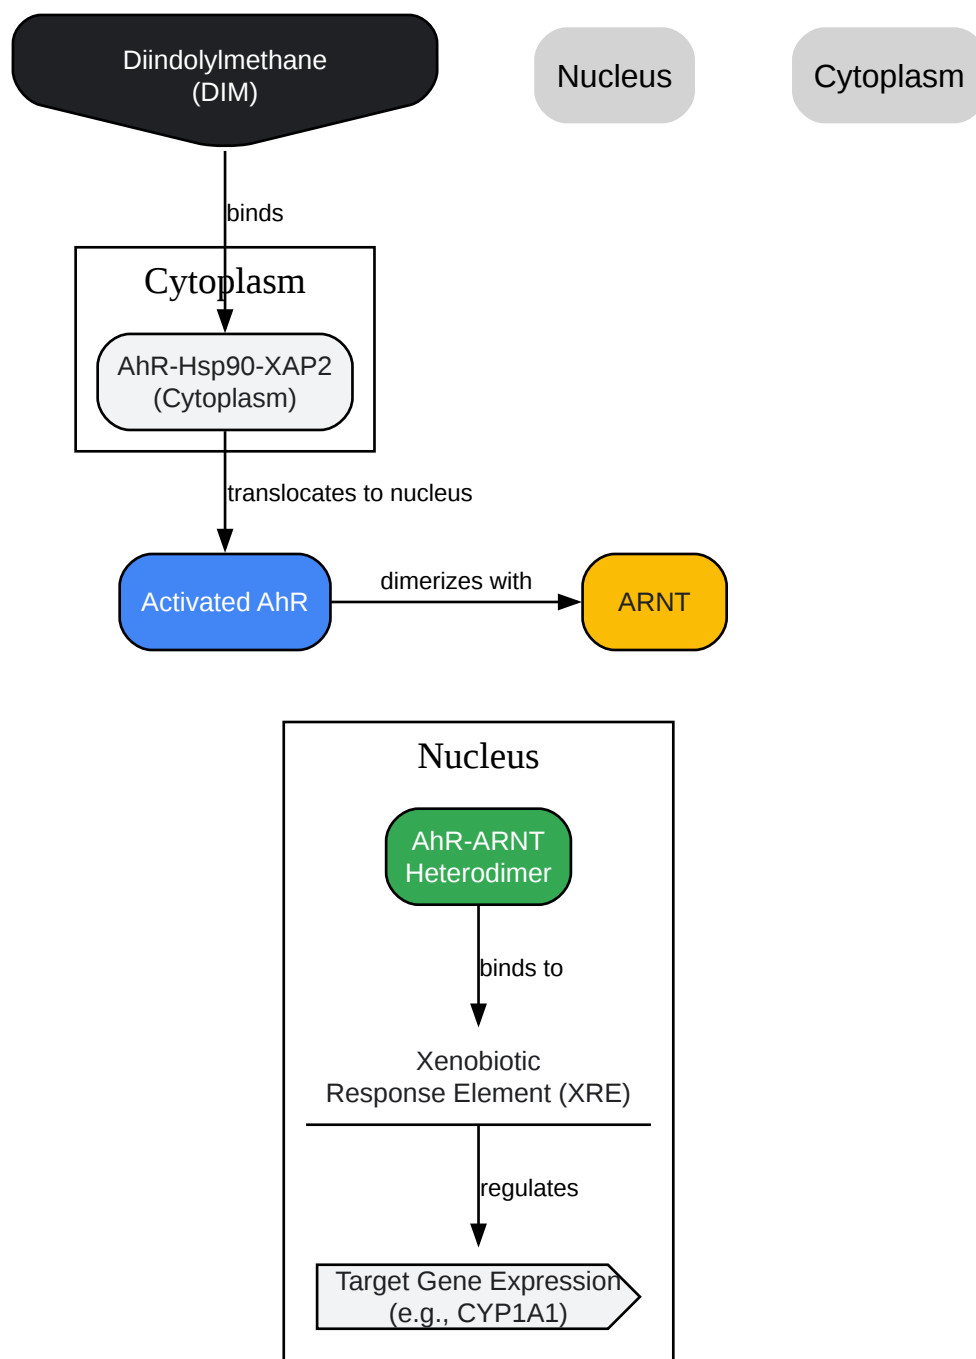 Diindolylmethane
(DIM)
Nucleus
Cytoplasm
binds
Cytoplasm
AhR-Hsp90-XAP2
(Cytoplasm)
translocates to nucleus
Activated AhR
dimerizes with
ARNT
Nucleus
AhR-ARNT
Heterodimer
binds to
Xenobiotic
Response Element (XRE)
regulates
Target Gene Expression
(e.g., CYP1A1)